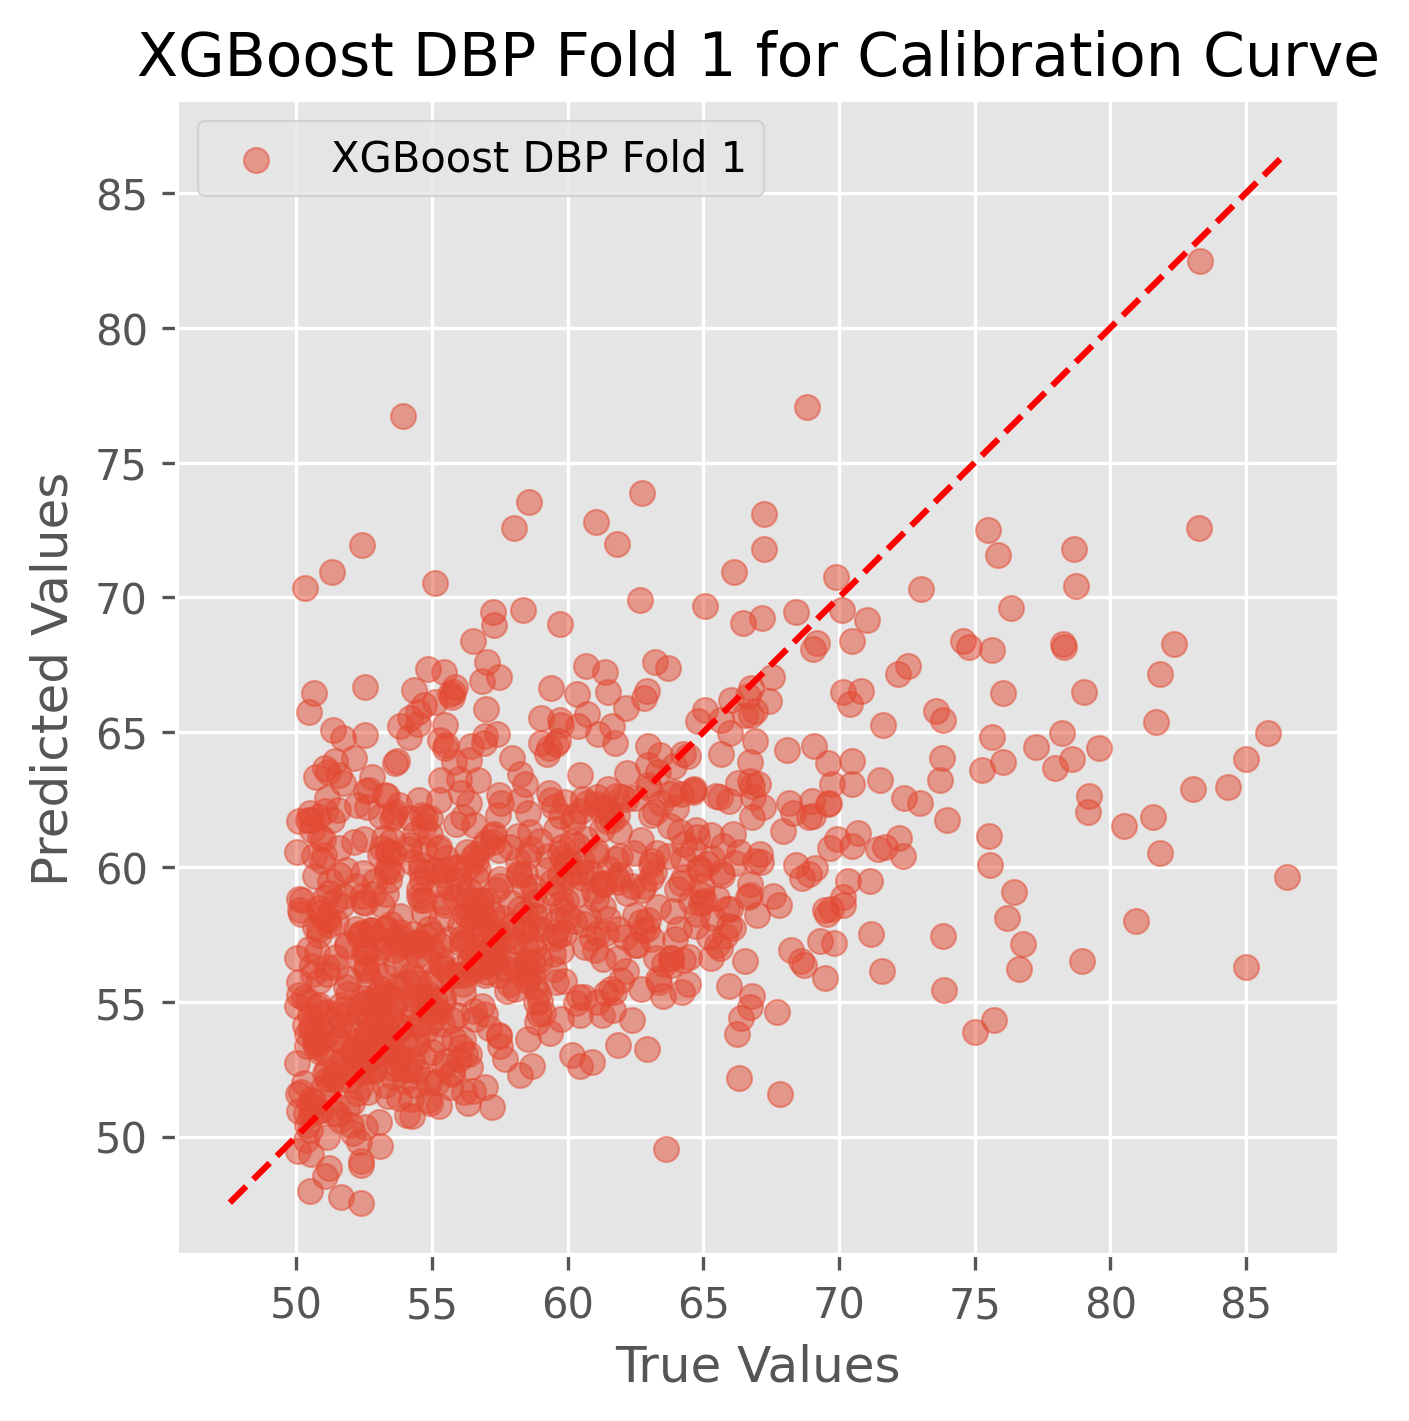 XGBoost DBP Fold 1 for Calibration Curve
XGBoost DBP Fold 1
85
80
75
70
65
60
55
50
Predicted Values
50 55 60 65 70 75 80 85
True Values